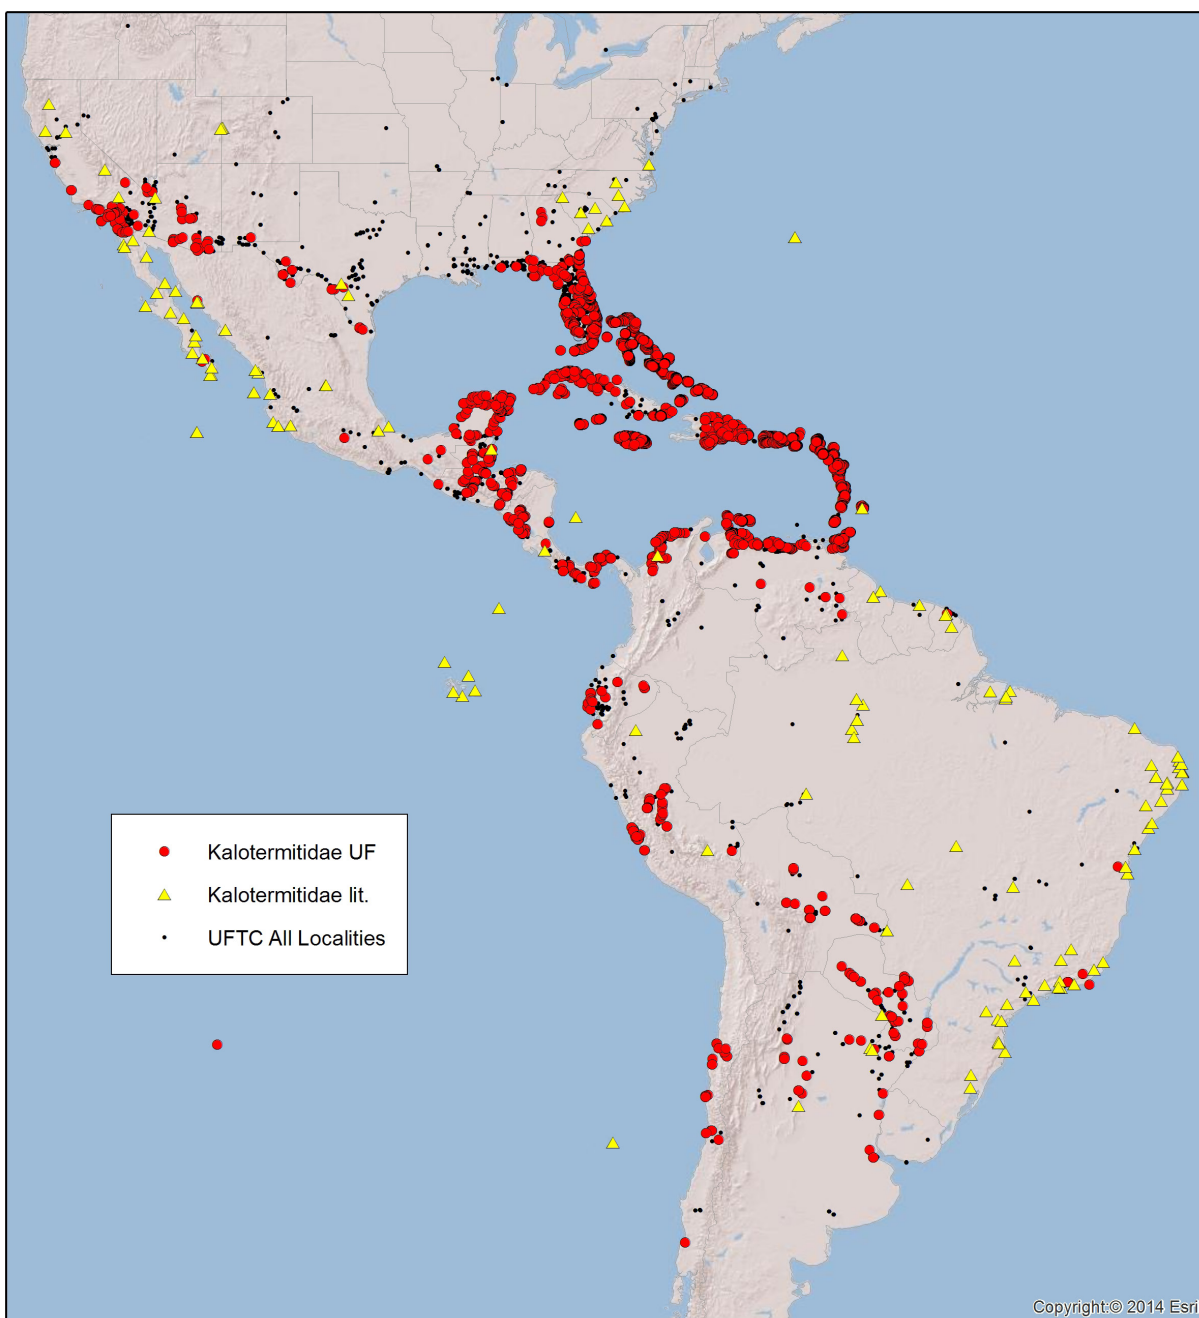 Kalotermitidae UF
Kalotermitidae lit.
UFTC All Localities
Copyright:© 2014 Esri